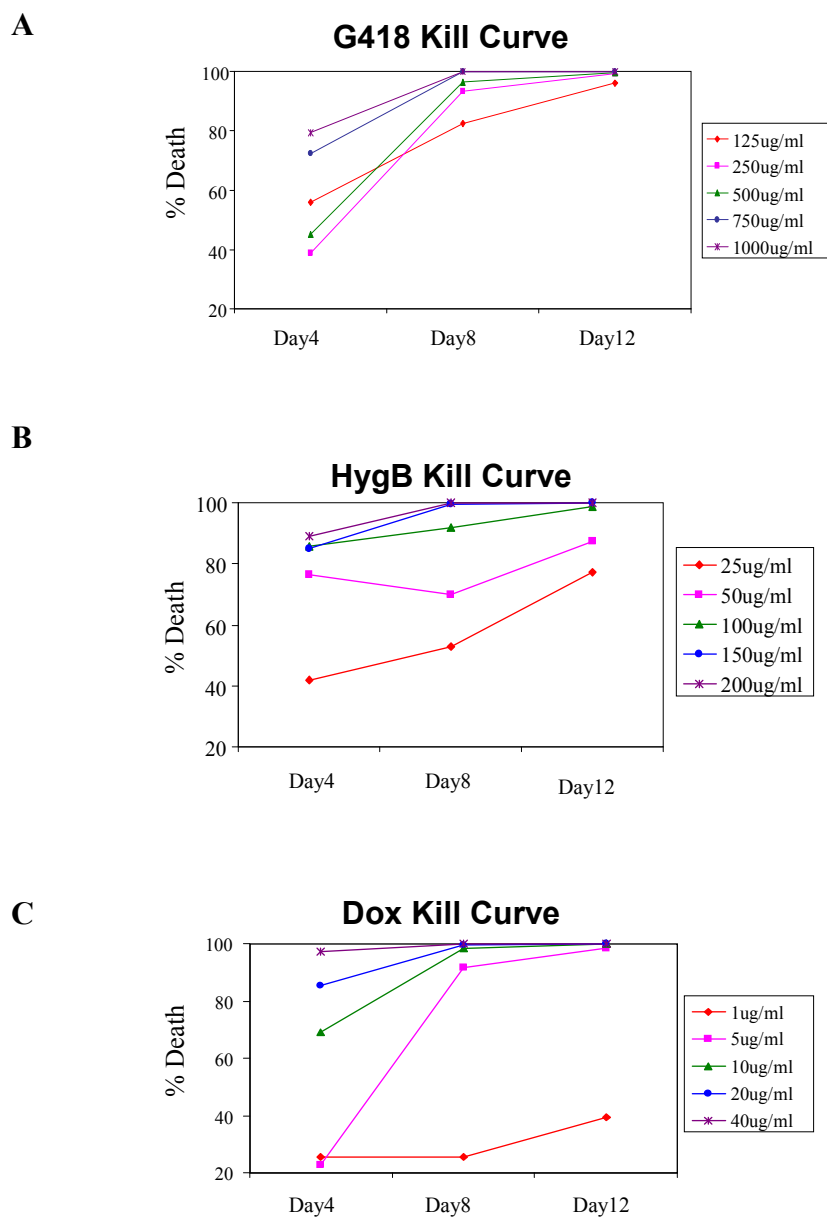 A
G418 Kill Curve
100
80
60
40
20
% Death
Day4
Day8
Day12
125ug/ml
250ug/ml
500ug/ml
750ug/ml
1000ug/ml
B
HygB Kill Curve
100
80
60
40
20
% Death
Day4
Day8
Day12
25ug/ml
50ug/ml
100ug/ml
150ug/ml
200ug/ml
C
Dox Kill Curve
100
80
60
40
20
% Death
Day4
Day8
Day12
1ug/ml
5ug/ml
10ug/ml
20ug/ml
40ug/ml